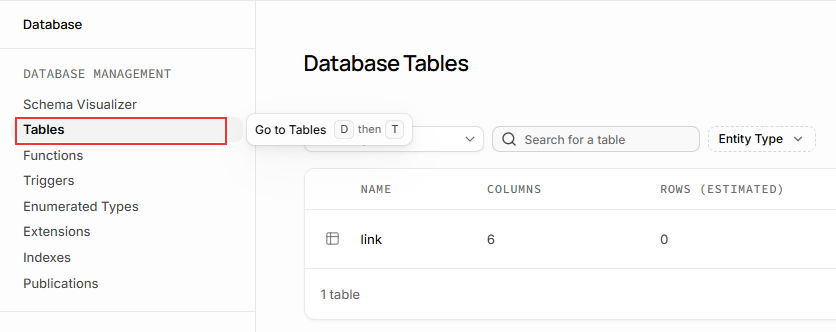 Database
DATABASE MANAGEMENT
Schema Visualizer
Tables
Functions
Triggers
Enumerated Types
Extensions
Indexes
Publications
Database Tables
Go to Tables D then T
Search for a table
Entity Type
NAME COLUMNS ROWS (ESTIMATED)
link 6 0
1 table